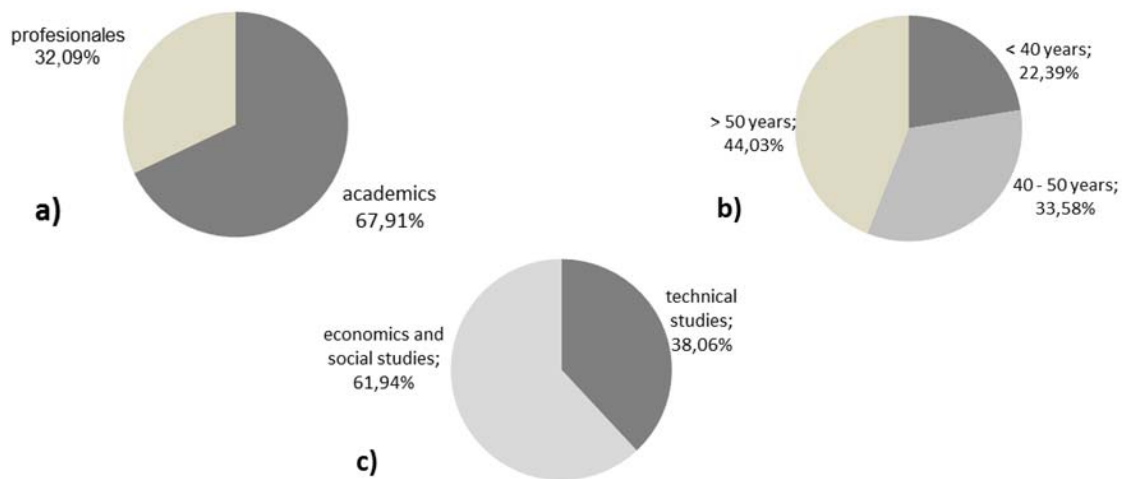 profesionales
32,09%
academics
67,91%
a)
< 40 years;
22,39%
> 50 years;
44,03%
40 - 50 years;
33,58%
b)
technical
studies;
38,06%
economics and
social studies;
61,94%
c)